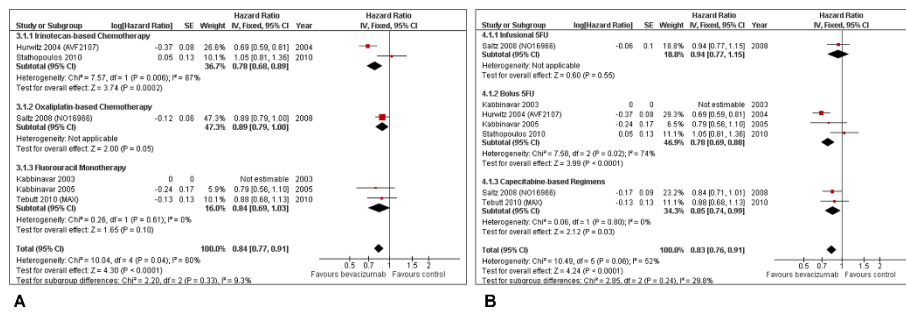 Hazard Ratio Hazard Ratio
Study or Subgroup log[Hazard Ratio] SE Weight IV, Fixed, 95% CI Year IV, Fixed, 95% CI
3.1.1 Irinotecan-based Chemotherapy
Hurwitz 2004 (AVF2107) -0.37 0.08 26.6% 0.69 [0.59, 0.81] 2004
Stathopoulos 2010 0.05 0.13 10.1% 1.05 [0.81, 1.36] 2010
Subtotal (95% CI) 36.7% 0.78 [0.68, 0.89]
Heterogeneity: Chi² = 7.57, df = 1 (P = 0.006); I² = 87%
Test for overall effect: Z = 3.74 (P = 0.0002)
3.1.2 Oxaliplatin-based Chemotherapy
Saltz 2008 (NO16966) -0.12 0.06 47.3% 0.89 [0.79, 1.00] 2008
Subtotal (95% CI) 47.3% 0.89 [0.79, 1.00]
Heterogeneity: Not applicable
Test for overall effect: Z = 2.00 (P = 0.05)
3.1.3 Fluorouracil Monotherapy
Kabbinavar 2003 0 0 Not estimable 2003
Kabbinavar 2005 -0.24 0.17 5.9% 0.79 [0.56, 1.10] 2005
Tebutt 2010 (MAX) -0.13 0.13 10.1% 0.88 [0.68, 1.13] 2010
Subtotal (95% CI) 16.0% 0.84 [0.69, 1.03]
Heterogeneity: Chi² = 0.26, df = 1 (P = 0.61); I² = 0%
Test for overall effect: Z = 1.65 (P = 0.10)
Total (95% CI) 100.0% 0.84 [0.77, 0.91]
Heterogeneity: Chi² = 10.04, df = 4 (P = 0.04); I² = 60%
Test for overall effect: Z = 4.30 (P < 0.0001)
Test for subgroup differences: Chi² = 2.20, df = 2 (P = 0.33), I² = 9.3%
0.5 0.7 1 1.5 2
Favours bevacizumab Favours control
A
Hazard Ratio Hazard Ratio
Study or Subgroup log[Hazard Ratio] SE Weight IV, Fixed, 95% CI Year IV, Fixed, 95% CI
4.1.1 Infusional 5FU
Saltz 2008 (NO16966) -0.06 0.1 18.8% 0.94 [0.77, 1.15] 2008
Subtotal (95% CI) 18.8% 0.94 [0.77, 1.15]
Heterogeneity: Not applicable
Test for overall effect: Z = 0.60 (P = 0.55)
4.1.2 Bolus 5FU
Kabbinavar 2003 0 0 Not estimable 2003
Hurwitz 2004 (AVF2107) -0.37 0.08 29.3% 0.69 [0.59, 0.81] 2004
Kabbinavar 2005 -0.24 0.17 6.5% 0.79 [0.56, 1.10] 2005
Stathopoulos 2010 0.05 0.13 11.1% 1.05 [0.81, 1.36] 2010
Subtotal (95% CI) 46.9% 0.78 [0.69, 0.88]
Heterogeneity: Chi² = 7.58, df = 2 (P = 0.02); I² = 74%
Test for overall effect: Z = 3.99 (P < 0.0001)
4.1.3 Capecitabine-based Regimens
Saltz 2008 (NO16966) -0.17 0.09 23.2% 0.84 [0.71, 1.01] 2008
Tebutt 2010 (MAX) -0.13 0.13 11.1% 0.88 [0.68, 1.13] 2010
Subtotal (95% CI) 34.3% 0.85 [0.74, 0.99]
Heterogeneity: Chi² = 0.06, df = 1 (P = 0.80); I² = 0%
Test for overall effect: Z = 2.12 (P = 0.03)
Total (95% CI) 100.0% 0.83 [0.76, 0.91]
Heterogeneity: Chi² = 10.49, df = 5 (P = 0.06); I² = 52%
Test for overall effect: Z = 4.24 (P < 0.0001)
Test for subgroup differences: Chi² = 2.85, df = 2 (P = 0.24), I² = 29.8%
0.5 0.7 1 1.5 2
Favours bevacizumab Favours control
B